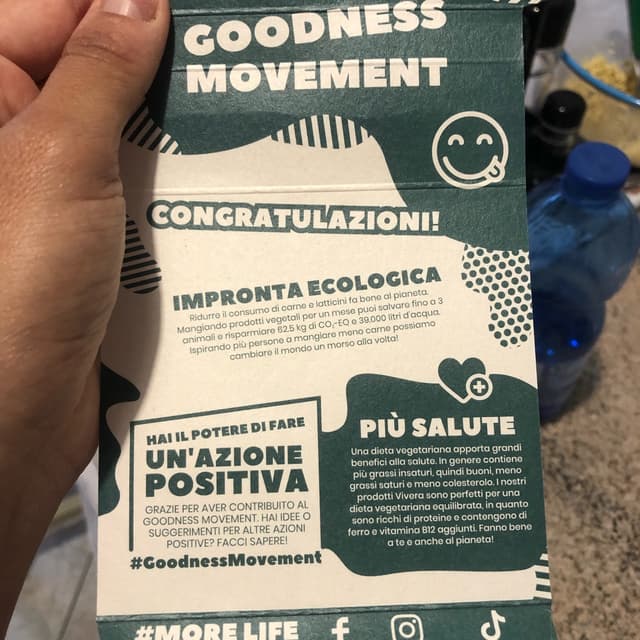 GOODNESS
MOVEMENT
CONGRATULAZIONI!
IMPRONTA ECOLOGICA
Ridurre il consumo di carne e latticini fa bene al pianeta.
Mangiando prodotti vegetali per un mese puoi salvare fino a 3
animali e risparmiare 62.5 kg di CO₂-EQ e 39.000 litri d'acqua.
Ispirando più persone a mangiare meno carne possiamo
cambiare il mondo un morso alla volta!
HAI IL POTERE DI FARE
UN'AZIONE
POSITIVA
GRAZIE PER AVER CONTRIBUITO AL
GOODNESS MOVEMENT. HAI IDEE O
SUGGERIMENTI PER ALTRE AZIONI
POSITIVE? FACCI SAPERE!
#GoodnessMovement
PIÙ SALUTE
Una dieta vegetariana apporta grandi
benefici alla salute. In genere contiene
più grassi insaturi, quindi buoni, meno
grassi saturi e meno colesterolo. I nostri
prodotti Vivera sono perfetti per una
dieta vegetariana equilibrata, in quanto
sono ricchi di proteine e contengono di
ferro e vitamina B12 aggiunti. Fanno bene
a te e anche al pianeta!
#MORE LIFE